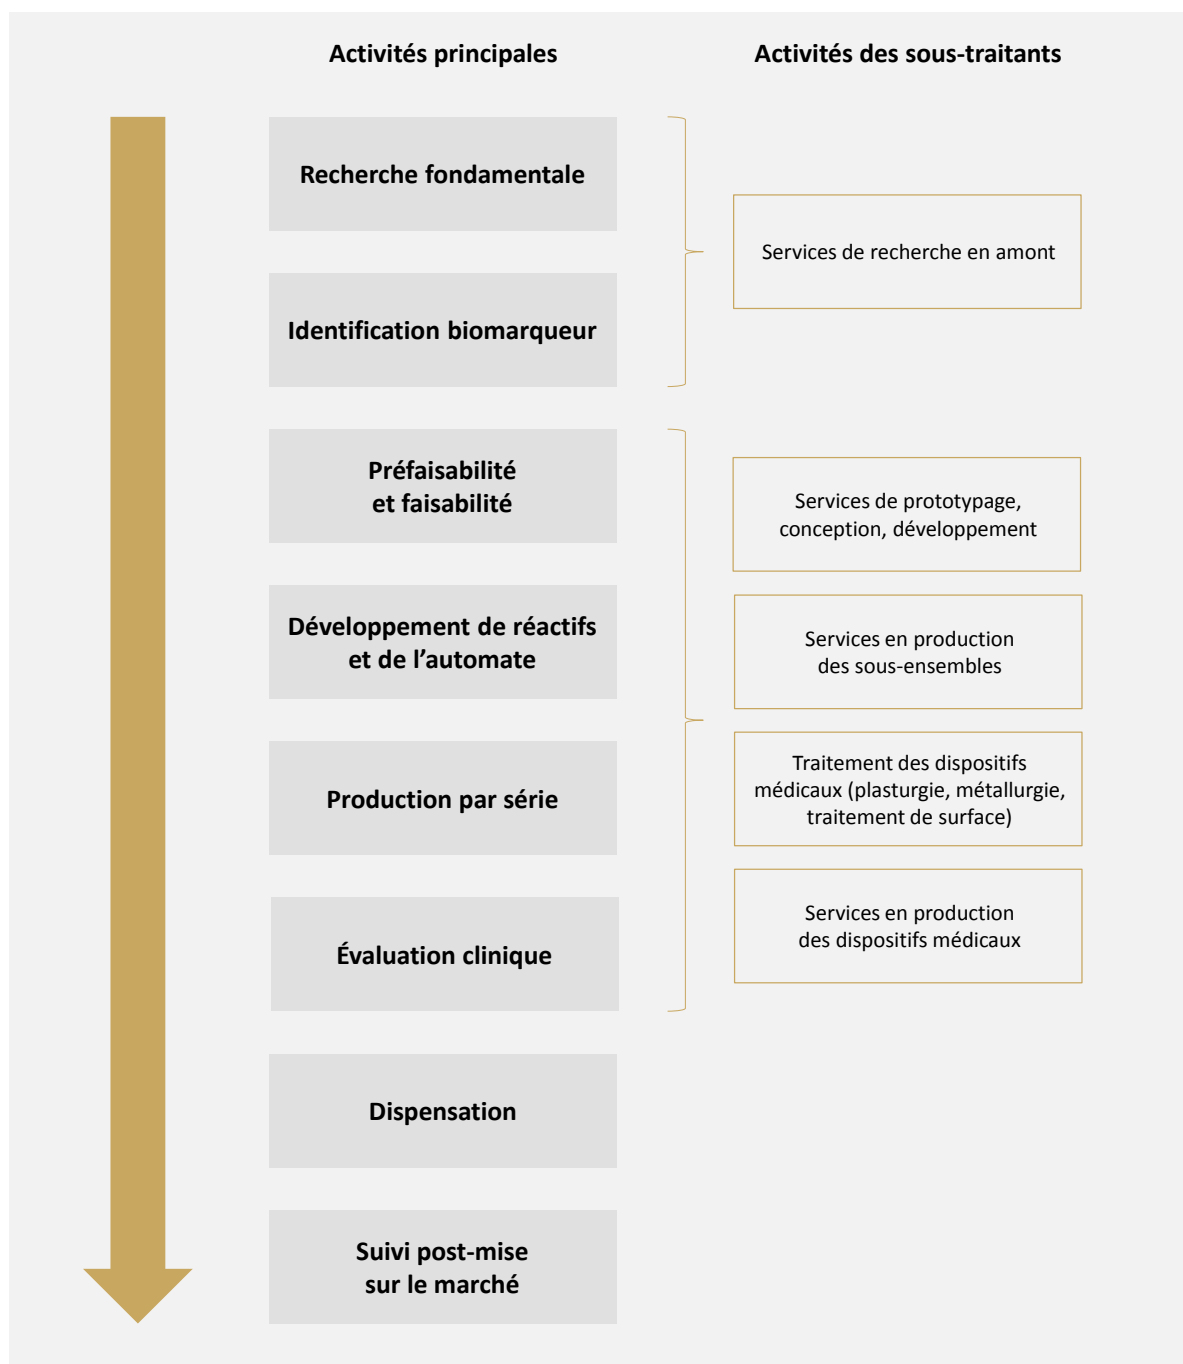 Activités principales
Activités des sous-traitants
Recherche fondamentale
Identification biomarqueur
Services de recherche en amont
Préfaisabilité
et faisabilité
Développement de réactifs
et de l’automate
Production par série
Évaluation clinique
Services de prototypage,
conception, développement
Services en production
des sous-ensembles
Traitement des dispositifs
médicaux (plasturgie, métallurgie,
traitement de surface)
Services en production
des dispositifs médicaux
Dispensation
Suivi post-mise
sur le marché